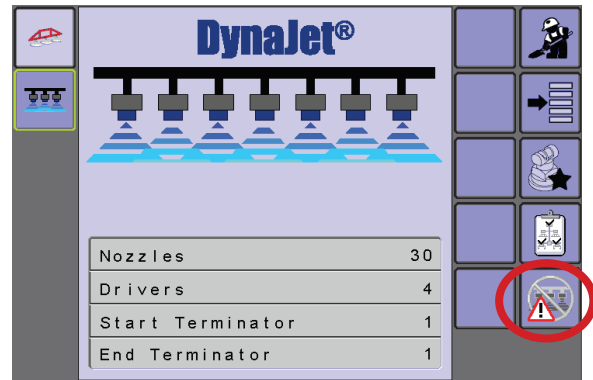 DynaJet®
Nozzles 30
Drivers 4
Start Terminator 1
End Terminator 1